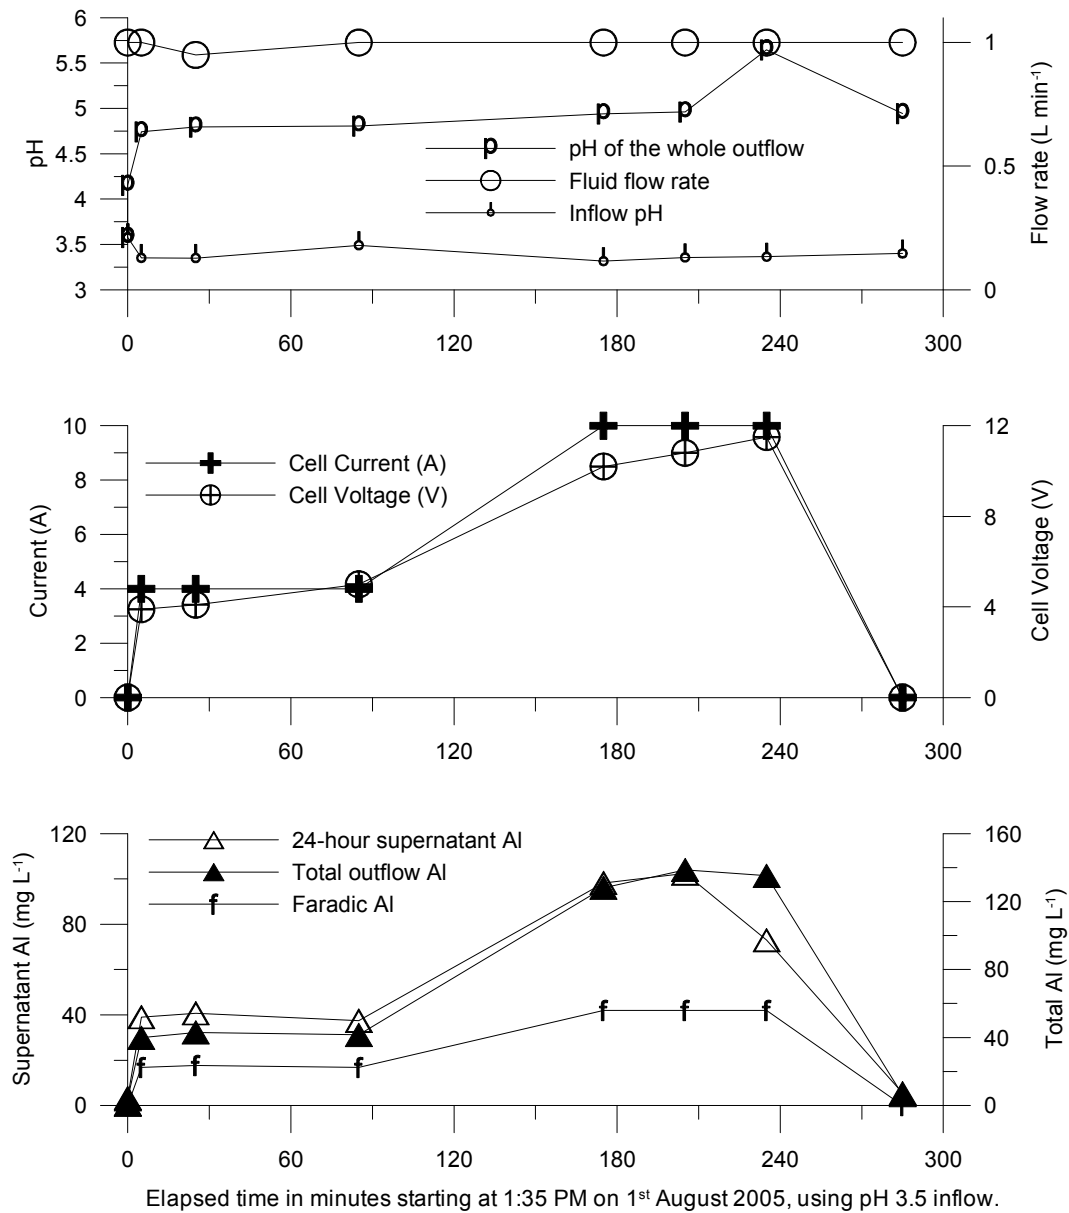 6
5.5
5
4.5
4
3.5
3
pH
1
0.5
0
Flow rate (L min-1)
pH of the whole outflow
Fluid flow rate
Inflow pH
0 60 120 180 240 300
10
8
6
4
2
0
Current (A)
12
8
4
0
Cell Voltage (V)
Cell Current (A)
Cell Voltage (V)
0 60 120 180 240 300
120
80
40
0
Supernatant Al (mg L-1)
160
120
80
40
0
Total Al (mg L-1)
24-hour supernatant Al
Total outflow Al
Faradic Al
0 60 120 180 240 300
Elapsed time in minutes starting at 1:35 PM on 1st August 2005, using pH 3.5 inflow.